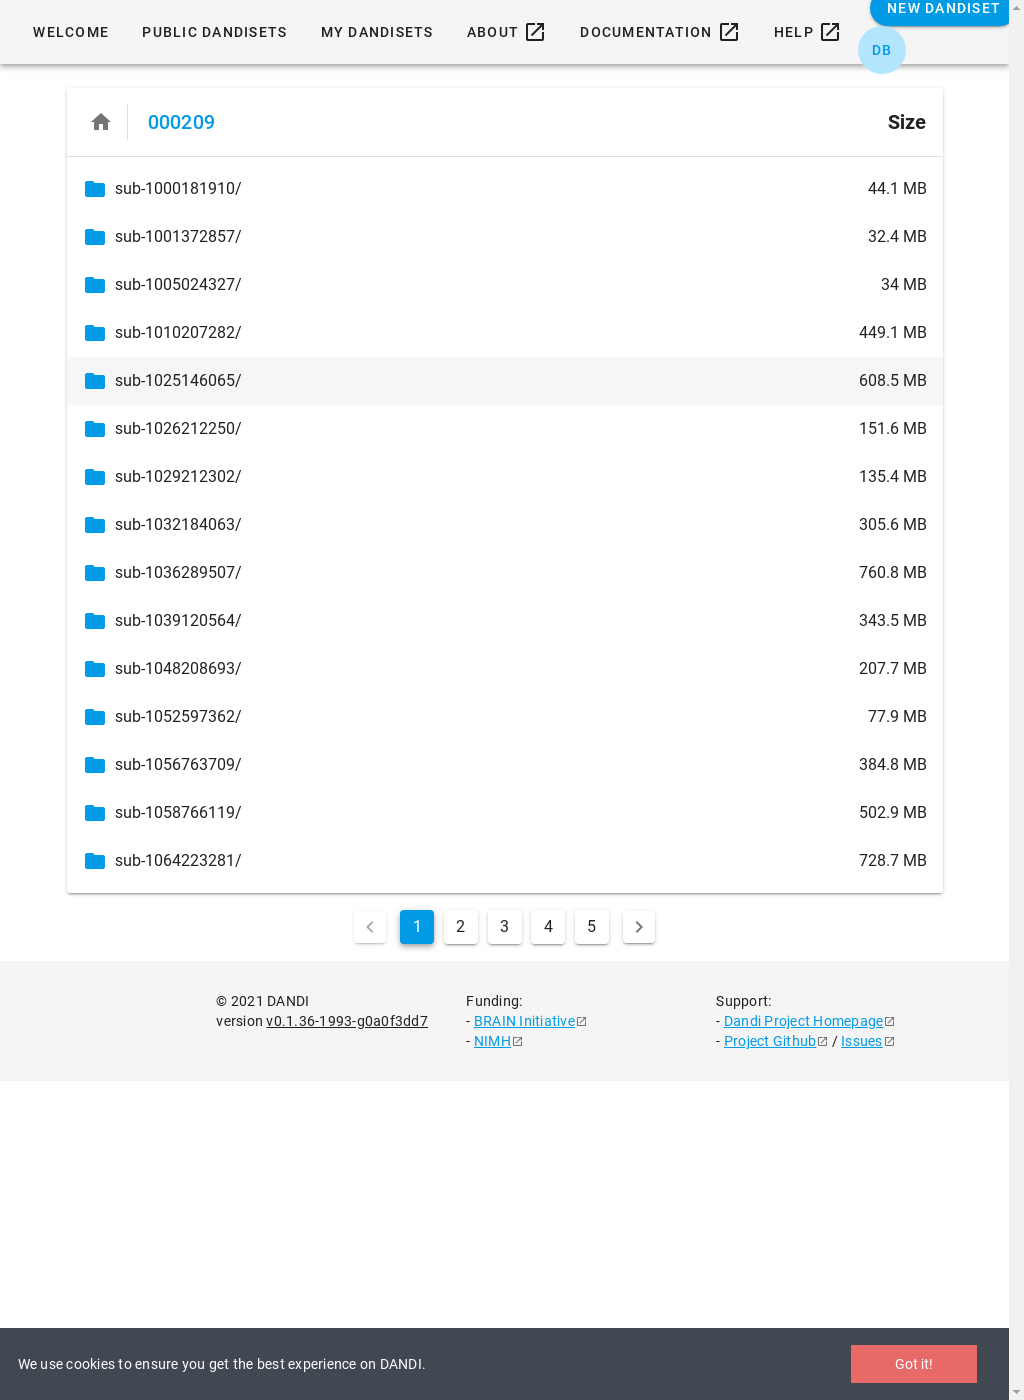 WELCOME PUBLIC DANDISETS MY DANDISETS ABOUT DOCUMENTATION HELP NEW DANDISET
DB
000209 Size
sub-1000181910/ 44.1 MB
sub-1001372857/ 32.4 MB
sub-1005024327/ 34 MB
sub-1010207282/ 449.1 MB
sub-1025146065/ 608.5 MB
sub-1026212250/ 151.6 MB
sub-1029212302/ 135.4 MB
sub-1032184063/ 305.6 MB
sub-1036289507/ 760.8 MB
sub-1039120564/ 343.5 MB
sub-1048208693/ 207.7 MB
sub-1052597362/ 77.9 MB
sub-1056763709/ 384.8 MB
sub-1058766119/ 502.9 MB
sub-1064223281/ 728.7 MB
1 2 3 4 5
© 2021 DANDI
version v0.1.36-1993-g0a0f3dd7
Funding:
- BRAIN Initiative
- NIMH
Support:
- Dandi Project Homepage
- Project Github / Issues
We use cookies to ensure you get the best experience on DANDI.
Got it!